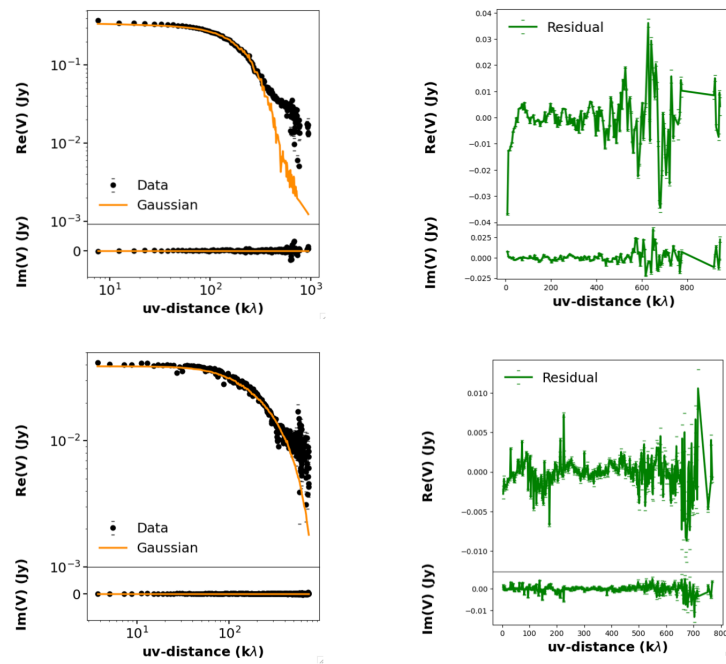 Re(V) (Jy)
10⁻¹
10⁻²
10⁻³
Data
Gaussian
Im(V) (Jy)
0
10¹ 10² 10³
uv-distance (kλ)
Re(V) (Jy)
0.04
0.03
0.02
0.01
0.00
−0.01
−0.02
−0.03
−0.04
Residual
Im(V) (Jy)
0.025
0.000
−0.025
0 200 400 600 800
uv-distance (kλ)
Re(V) (Jy)
10⁻²
10⁻³
Data
Gaussian
Im(V) (Jy)
0
10¹ 10²
uv-distance (kλ)
Re(V) (Jy)
0.010
0.005
0.000
−0.005
−0.010
Residual
Im(V) (Jy)
0.00
−0.01
0 100 200 300 400 500 600 700 800
uv-distance (kλ)